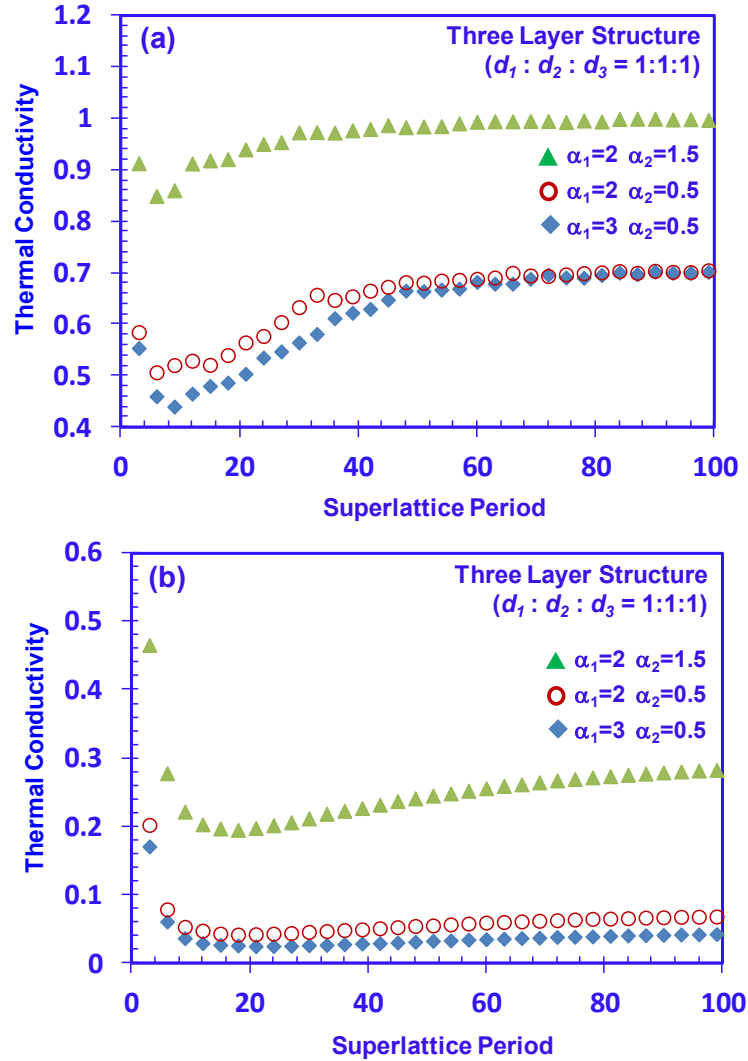 (a)
Three Layer Structure
(d₁ : d₂ : d₃ = 1:1:1)
α₁=2 α₂=1.5
α₁=2 α₂=0.5
α₁=3 α₂=0.5
Thermal Conductivity
1.2
1.1
1
0.9
0.8
0.7
0.6
0.5
0.4
0 20 40 60 80 100
Superlattice Period
(b)
Three Layer Structure
(d₁ : d₂ : d₃ = 1:1:1)
α₁=2 α₂=1.5
α₁=2 α₂=0.5
α₁=3 α₂=0.5
Thermal Conductivity
0.6
0.5
0.4
0.3
0.2
0.1
0
0 20 40 60 80 100
Superlattice Period